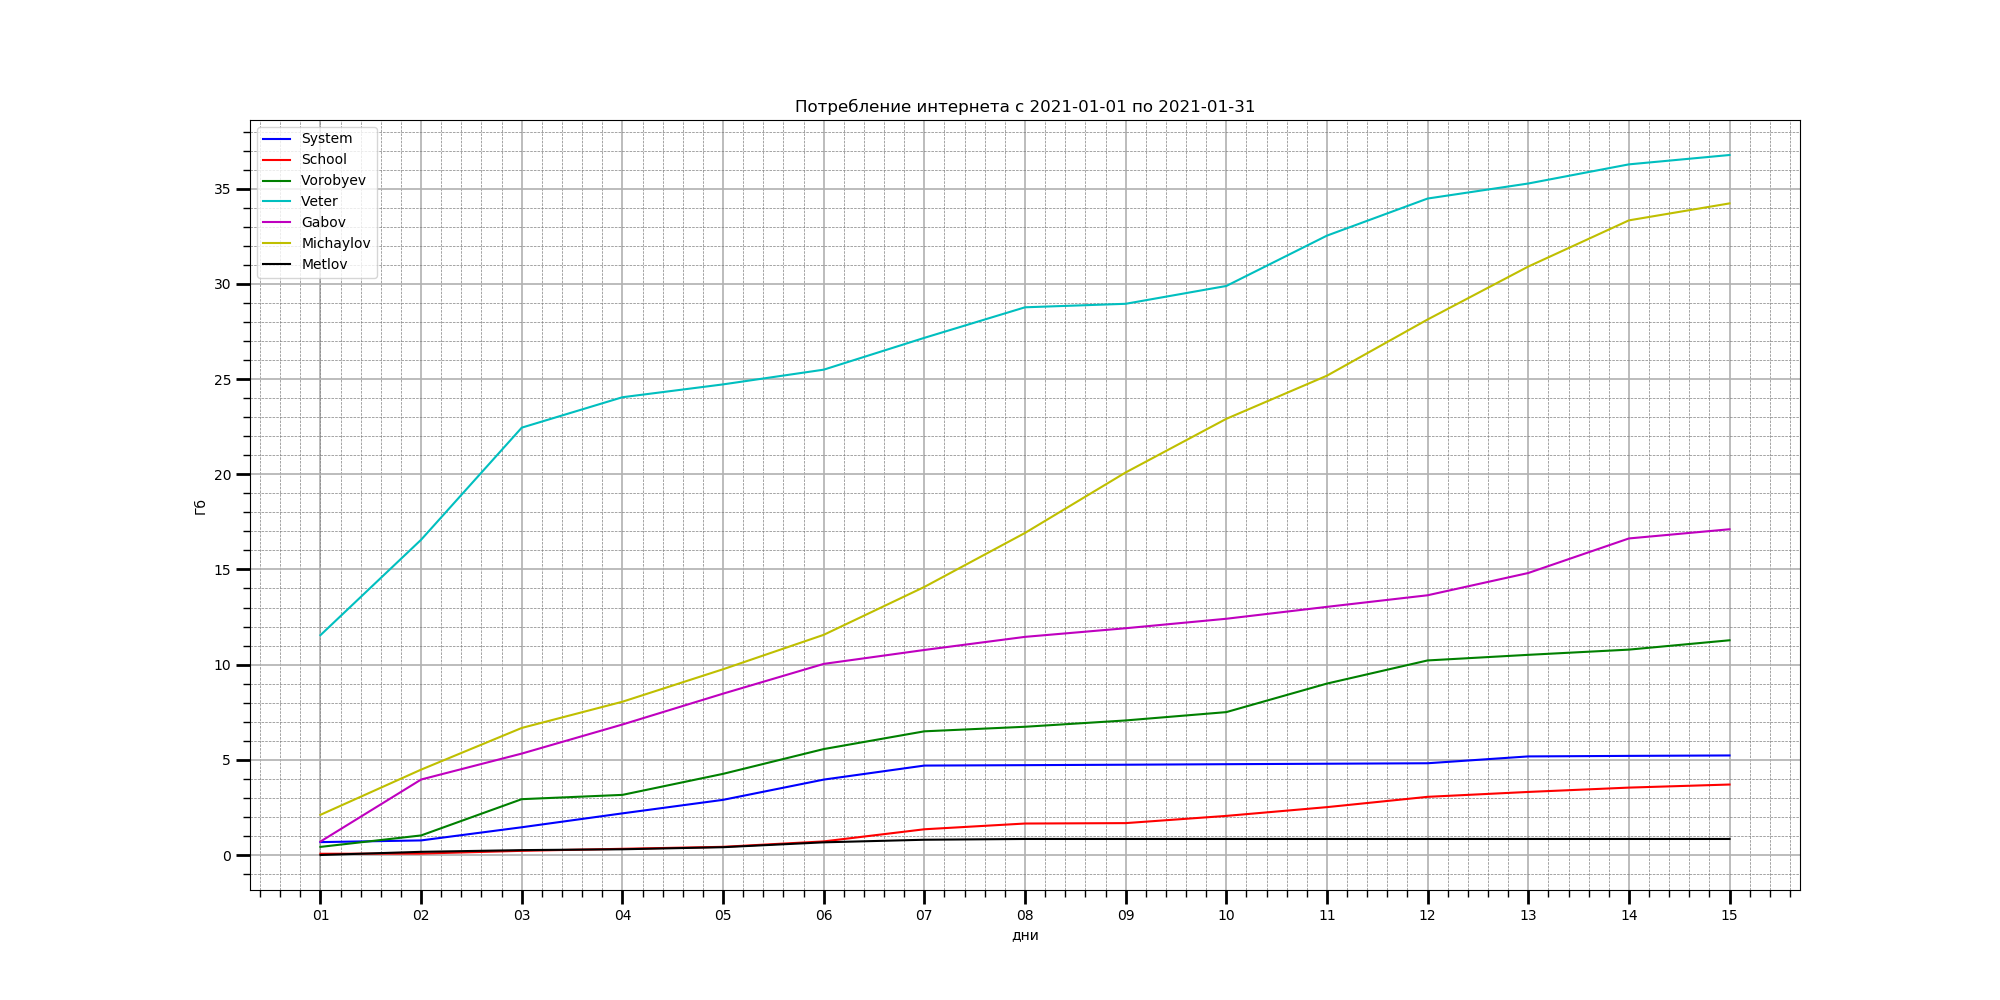 Потребление интернета с 2021-01-01 по 2021-01-31
System
School
Vorobyev
Veter
Gabov
Michaylov
Metlov
35
30
25
20
15
10
5
0
Гб
01 02 03 04 05 06 07 08 09 10 11 12 13 14 15
дни